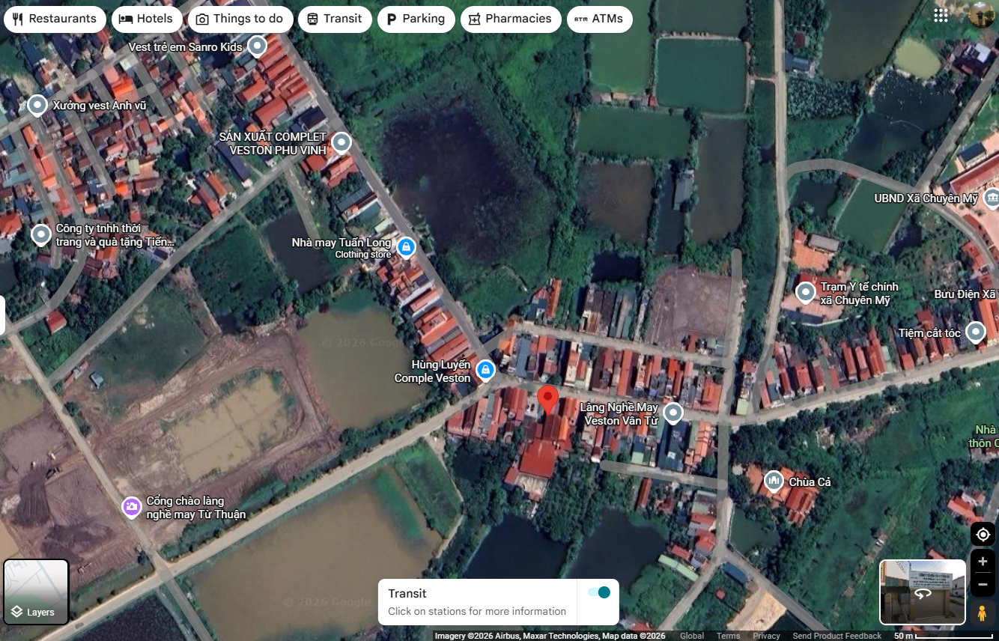 Restaurants
Hotels
Things to do
Transit
Parking
Pharmacies
ATM ATMs
Vest trẻ em Sanro Kids
Xưởng vest Anh vũ
SẢN XUẤT COMPLET
VESTON PHU VINH
UBND Xã Chuyên Mỹ
Công ty tnhh thời
trang và quà tặng Tiến...
Nhà may Tuấn Long
Clothing store
Trạm Y tế chính
xã Chuyên Mỹ
Bưu Điện Xã
Tiệm cắt tóc
© 2026 Google
Hùng Luyến
Comple Veston
Làng Nghề May
Veston Vân Từ
Nhà
thôn
Chùa Cả
Cổng chào làng
nghề may Từ Thuận
Layers
© 2026 Google
Transit
Click on stations for more information
Imagery ©2026 Airbus, Maxar Technologies, Map data ©2026
Global
Terms
Privacy
Send Product Feedback
50 m